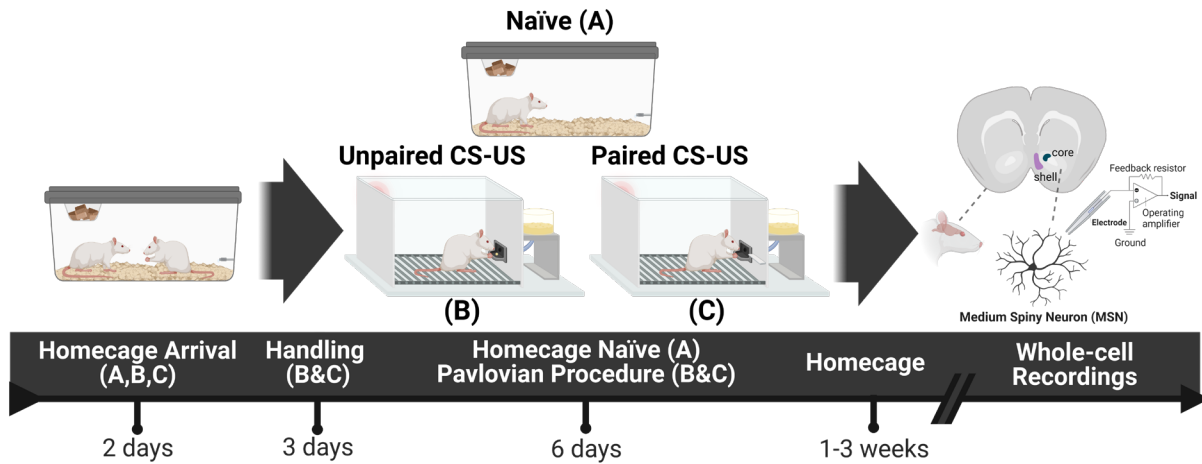 Naïve (A)
Unpaired CS-US
Paired CS-US
(B)
(C)
core
shell
Feedback resistor
Signal
Electrode
Operating
amplifier
Ground
Medium Spiny Neuron (MSN)
Homecage Arrival
(A,B,C)
Handling
(B&C)
Homecage Naïve (A)
Pavlovian Procedure (B&C)
Homecage
Whole-cell
Recordings
2 days
3 days
6 days
1-3 weeks